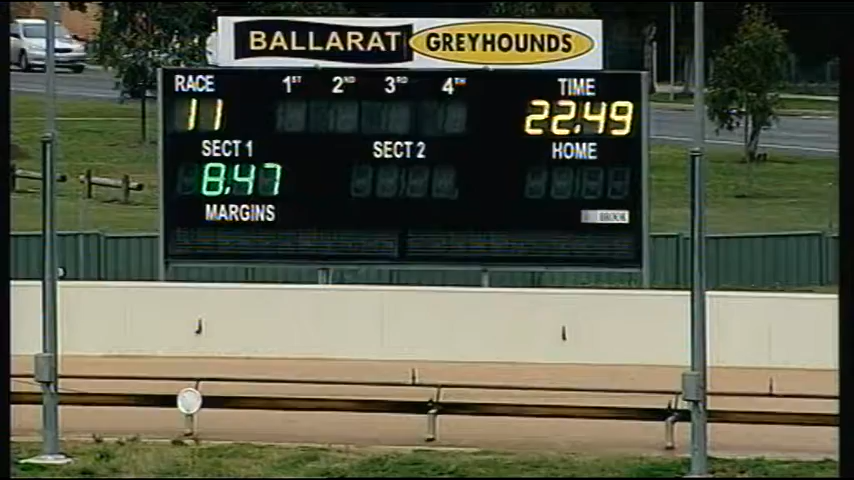 BALLARAT GREYHOUNDS
RACE 1ST 2ND 3RD 4TH TIME
11 22.49
SECT 1 SECT 2 HOME
8.47
MARGINS